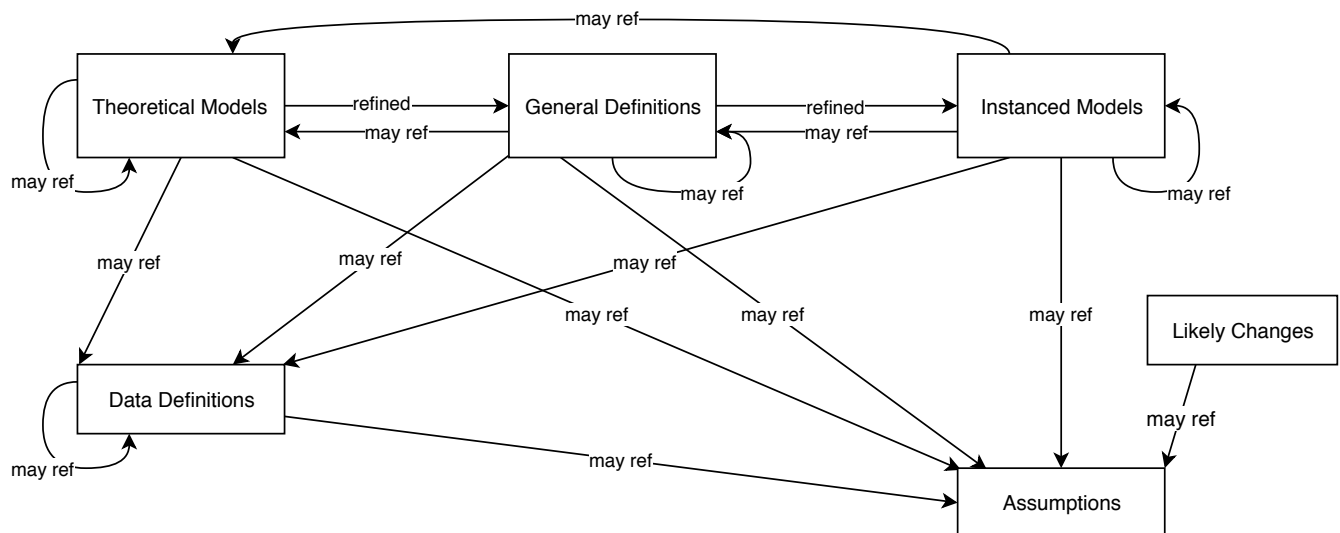 may ref
Theoretical Models
refined
General Definitions
refined
Instanced Models
may ref
may ref
may ref
may ref
may ref
may ref
may ref
may ref
may ref
may ref
may ref
may ref
Likely Changes
Data Definitions
may ref
may ref
may ref
Assumptions